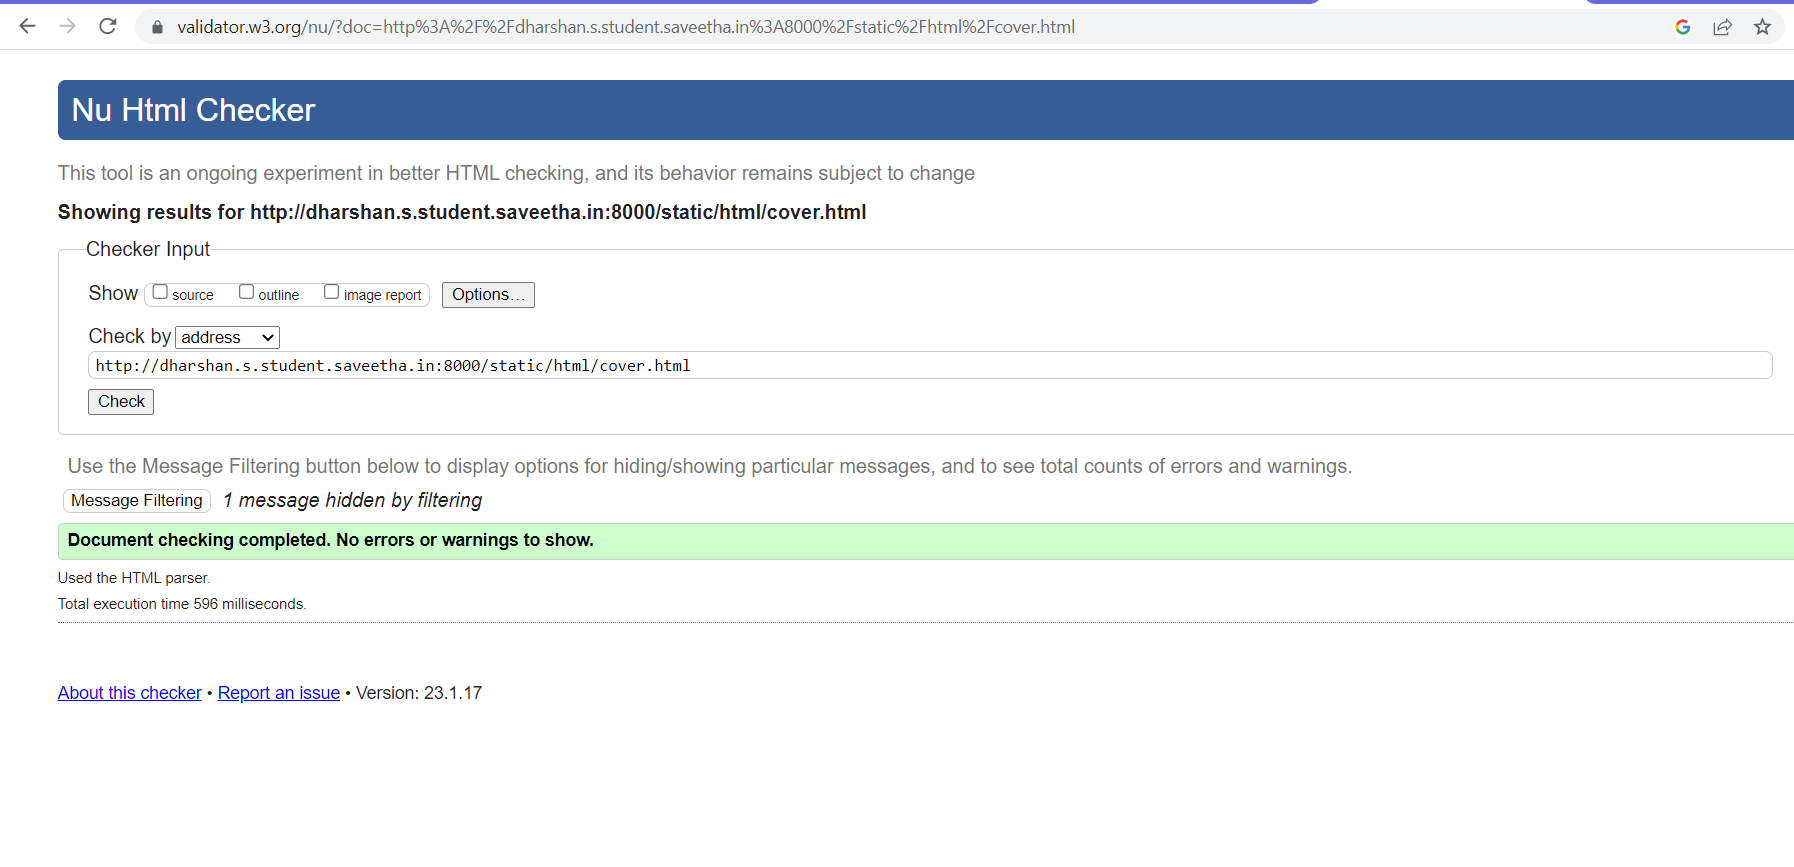 validator.w3.org/nu/?doc=http%3A%2F%2Fdharshan.s.student.saveetha.in%3A8000%2Fstatic%2Fhtml%2Fcover.html
Nu Html Checker
This tool is an ongoing experiment in better HTML checking, and its behavior remains subject to change
Showing results for http://dharshan.s.student.saveetha.in:8000/static/html/cover.html
Checker Input
Show source outline image report Options…
Check by address
http://dharshan.s.student.saveetha.in:8000/static/html/cover.html
Check
Use the Message Filtering button below to display options for hiding/showing particular messages, and to see total counts of errors and warnings.
Message Filtering 1 message hidden by filtering
Document checking completed. No errors or warnings to show.
Used the HTML parser.
Total execution time 596 milliseconds.
About this checker • Report an issue • Version: 23.1.17